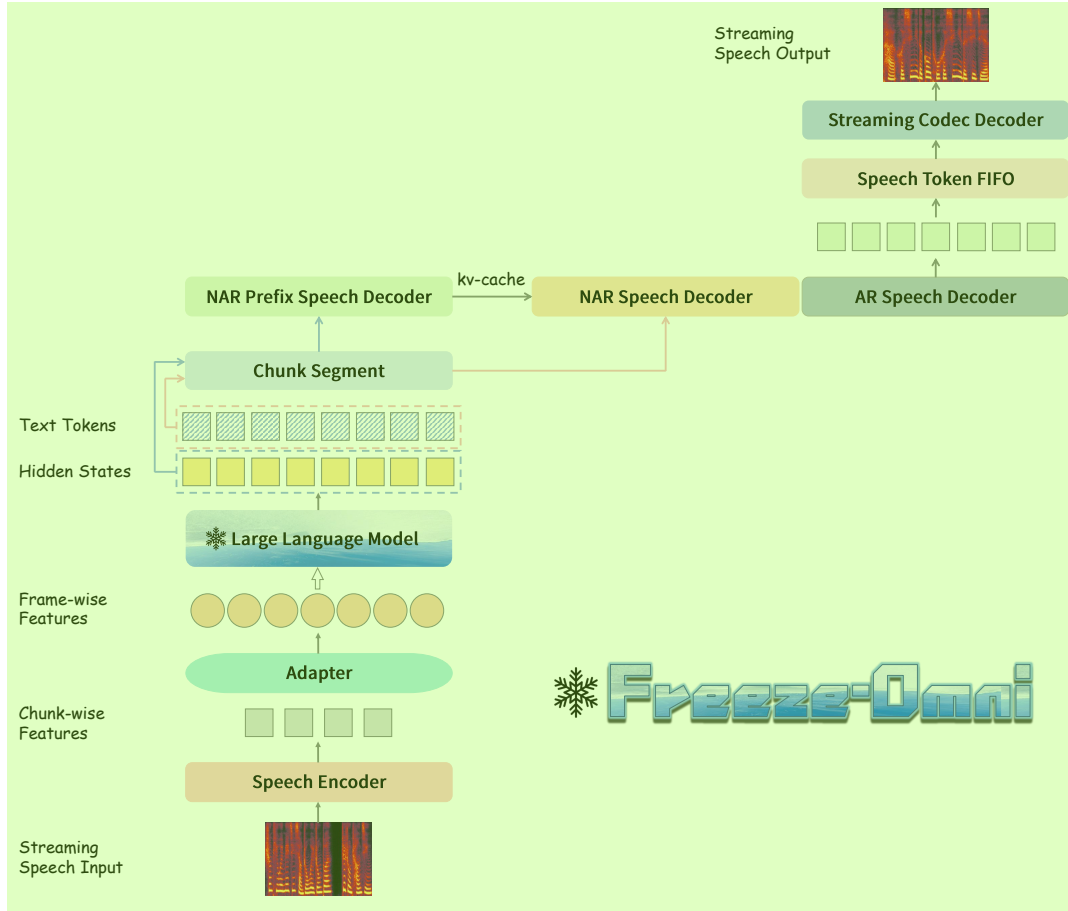 Streaming
Speech Output
Streaming Codec Decoder
Speech Token FIFO
NAR Prefix Speech Decoder
kv-cache
NAR Speech Decoder
AR Speech Decoder
Chunk Segment
Text Tokens
Hidden States
Large Language Model
Frame-wise
Features
Adapter
Freeze-Omni
Chunk-wise
Features
Speech Encoder
Streaming
Speech Input